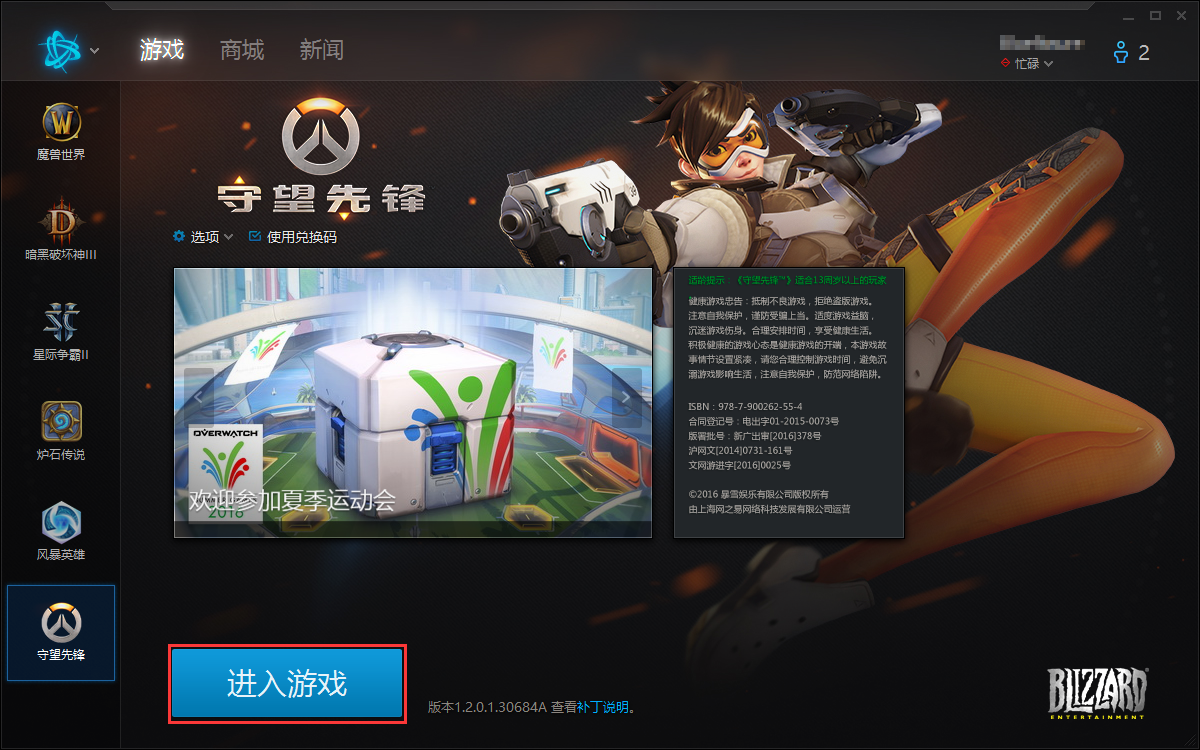 游戏
商城
新闻
忙碌
2
魔兽世界
暗黑破坏神III
星际争霸II
炉石传说
风暴英雄
守望先锋
守望先锋
选项
使用兑换码
OVERWATCH
2016
欢迎参加夏季运动会
适龄提示:《守望先锋™》适合13周岁以上的玩家
健康游戏忠告:抵制不良游戏,拒绝盗版游戏。
注意自我保护,谨防受骗上当。适度游戏益脑,
沉迷游戏伤身。合理安排时间,享受健康生活。
积极健康的游戏心态是健康游戏的开端,本游戏故
事情节设置紧凑,请您合理控制游戏时间,避免沉
溺游戏影响生活,注意自我保护,防范网络陷阱。
ISBN:978-7-900262-55-4
合同登记号:电出字01-2015-0073号
版署批号:新广出审[2016]378号
沪网文[2014]0731-161号
文网游进字[2016]0025号
©2016 暴雪娱乐有限公司版权所有
由上海网之易网络科技发展有限公司运营
进入游戏
版本1.2.0.1.30684A 查看补丁说明。
BLIZZARD
ENTERTAINMENT